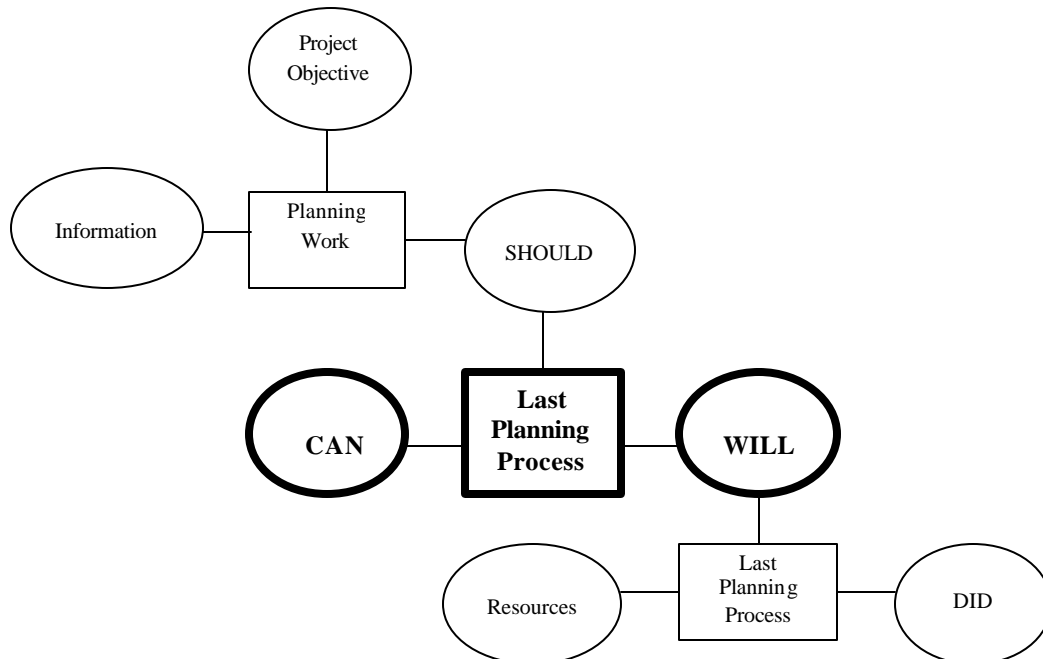 Project
Objective
Information
Planning
Work
SHOULD
CAN
Last
Planning
Process
WILL
Resources
Last
Planning
Process
DID